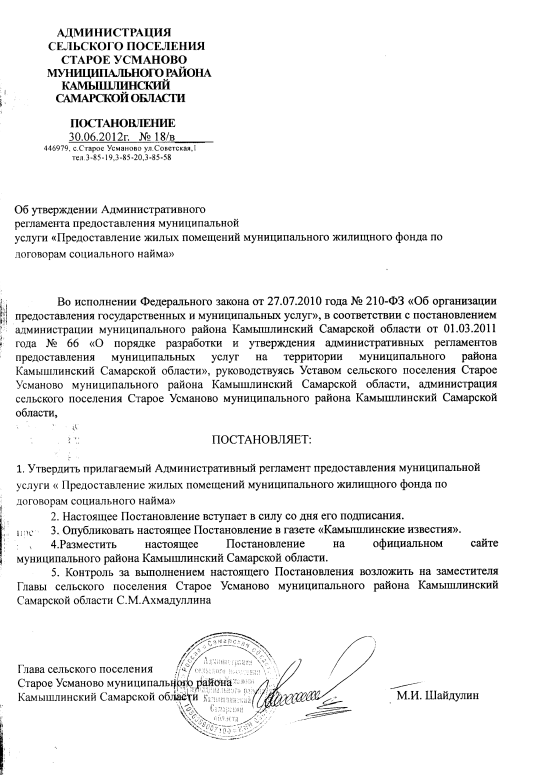 АДМИНИСТРАЦИЯ
СЕЛЬСКОГО ПОСЕЛЕНИЯ
СТАРОЕ УСМАНОВО
МУНИЦИПАЛЬНОГО РАЙОНА
КАМЫШЛИНСКИЙ
САМАРСКОЙ ОБЛАСТИ
ПОСТАНОВЛЕНИЕ
30.06.2012г. № 18/в
446979, с.Старое Усманово ул.Советская,1
тел.3-85-19,3-85-20,3-85-58
Об утверждении Административного
регламента предоставления муниципальной
услуги «Предоставление жилых помещений муниципального жилищного фонда по
договорам социального найма»
Во исполнении Федерального закона от 27.07.2010 года № 210-ФЗ «Об организации
предоставления государственных и муниципальных услуг», в соответствии с постановлением
администрации муниципального района Камышлинский Самарской области от 01.03.2011
года № 66 «О порядке разработки и утверждения административных регламентов
предоставления муниципальных услуг на территории муниципального района
Камышлинский Самарской области», руководствуясь Уставом сельского поселения Старое
Усманово муниципального района Камышлинский Самарской области, администрация
сельского поселения Старое Усманово муниципального района Камышлинский Самарской
области,
ПОСТАНОВЛЯЕТ:
1. Утвердить прилагаемый Административный регламент предоставления муниципальной
услуги « Предоставление жилых помещений муниципального жилищного фонда по
договорам социального найма»
2. Настоящее Постановление вступает в силу со дня его подписания.
3. Опубликовать настоящее Постановление в газете «Камышлинские известия».
4.Разместить настоящее Постановление на официальном сайте
муниципального района Камышлинский Самарской области.
5. Контроль за выполнением настоящего Постановления возложить на заместителя
Главы сельского поселения Старое Усманово муниципального района Камышлинский
Самарской области С.М.Ахмадуллина
Глава сельского поселения
Старое Усманово муниципального района
Камышлинский Самарской области
М.И. Шайдулин